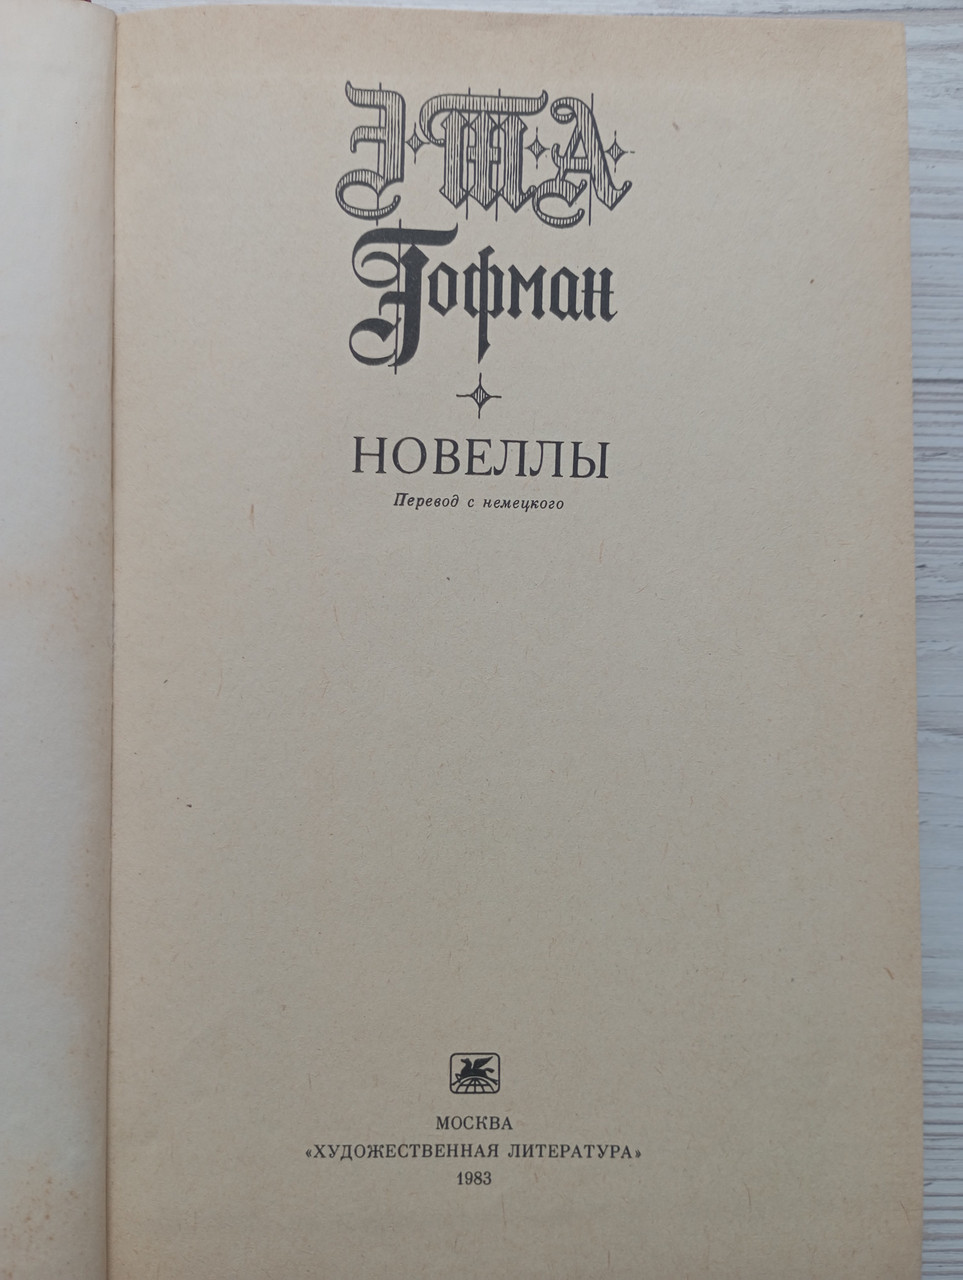 Э·Т·А·
Гофман
НОВЕЛЛЫ
Перевод с немецкого
МОСКВА
«ХУДОЖЕСТВЕННАЯ ЛИТЕРАТУРА»
1983